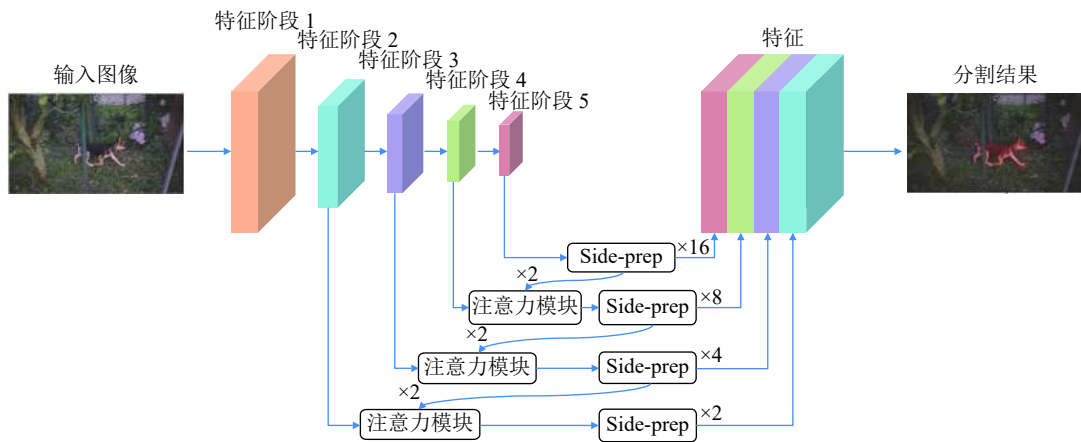 特征阶段 1
特征阶段 2
特征阶段 3
特征阶段 4
特征阶段 5
输入图像
特征
分割结果
Side-prep
×16
×2
注意力模块
Side-prep
×8
×2
注意力模块
Side-prep
×4
×2
注意力模块
Side-prep
×2